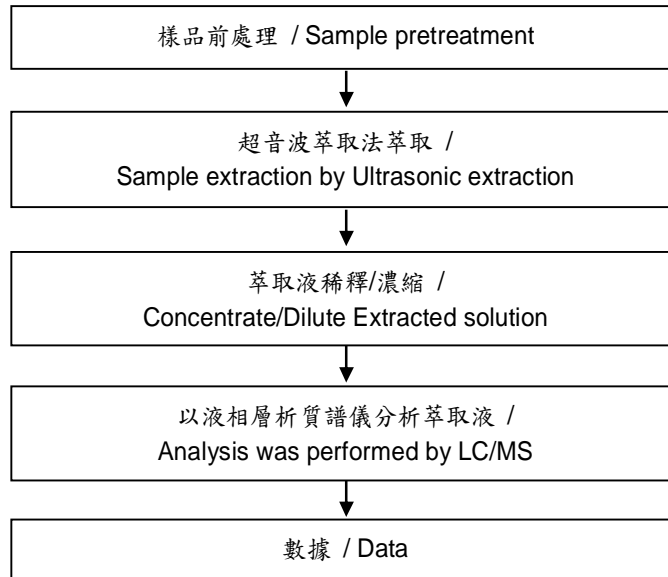 樣品前處理 / Sample pretreatment
超音波萃取法萃取 /
Sample extraction by Ultrasonic extraction
萃取液稀釋/濃縮 /
Concentrate/Dilute Extracted solution
以液相層析質譜儀分析萃取液 /
Analysis was performed by LC/MS
數據 / Data